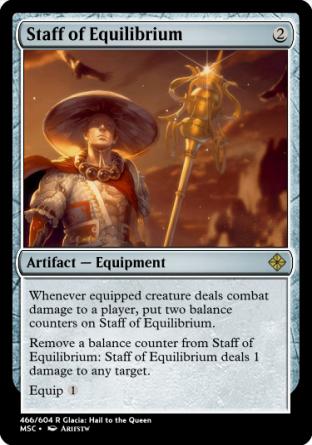 Staff of Equilibrium 2
Artifact — Equipment
Whenever equipped creature deals combat
damage to a player, put two balance
counters on Staff of Equilibrium.
Remove a balance counter from Staff of
Equilibrium: Staff of Equilibrium deals 1
damage to any target.
Equip 1
466/604 R Glacia: Hail to the Queen
MSC • Arifstw